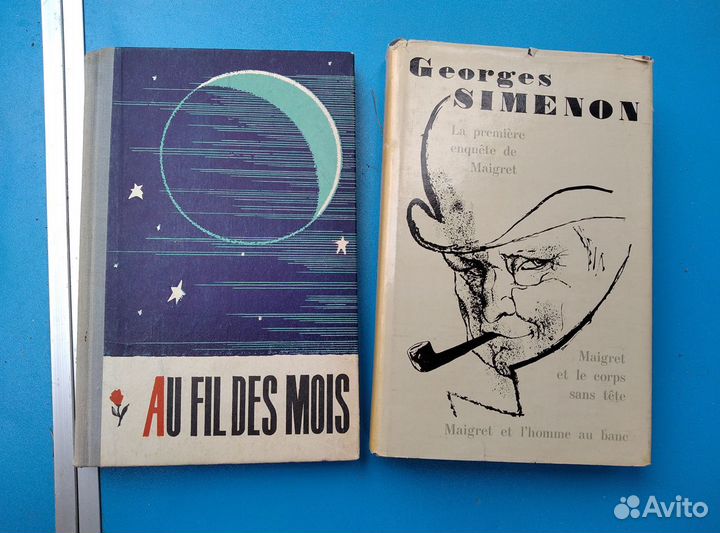 AU FIL DES MOIS
Georges
SIMENON
La première
enquête de
Maigret
Maigret
et le corps
sans tête
Maigret et l'homme au banc
Avito